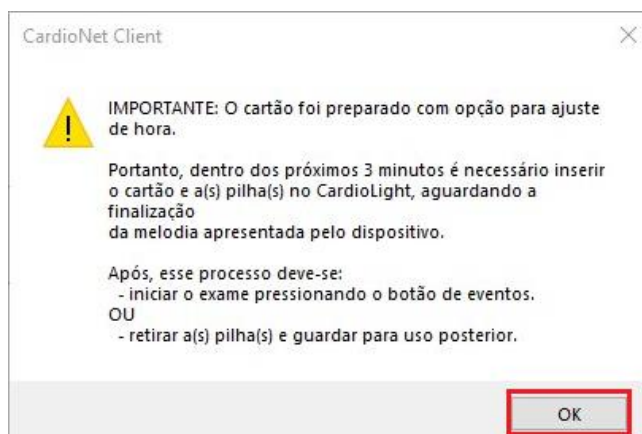 CardioNet Client
IMPORTANTE: O cartão foi preparado com opção para ajuste
de hora.
Portanto, dentro dos próximos 3 minutos é necessário inserir
o cartão e a(s) pilha(s) no CardioLight, aguardando a
finalização
da melodia apresentada pelo dispositivo.
Após, esse processo deve-se:
- iniciar o exame pressionando o botão de eventos.
OU
- retirar a(s) pilha(s) e guardar para uso posterior.
OK